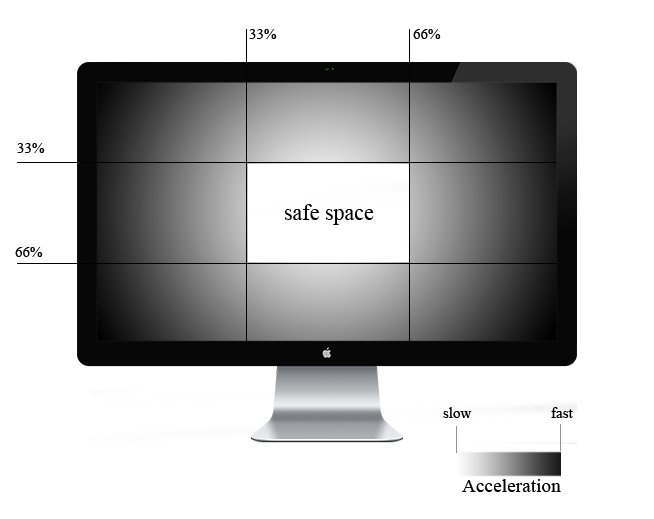 33%
66%
33%
safe space
66%
slow
fast
Acceleration